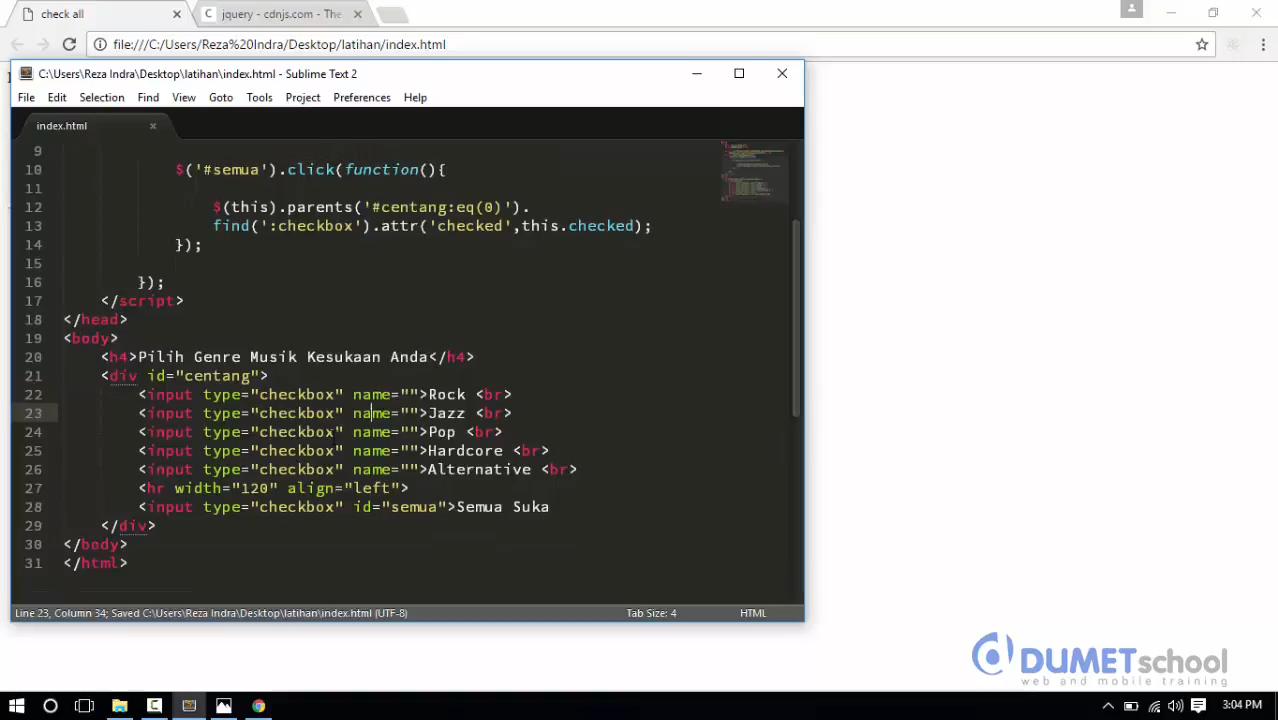 check all
jquery - cdnjs.com - The
file:///C:/Users/Reza%20Indra/Desktop/latihan/index.html
C:\Users\Reza Indra\Desktop\latihan\index.html - Sublime Text 2
File Edit Selection Find View Goto Tools Project Preferences Help
index.html
9
10 $('#semua').click(function(){
11
12 $(this).parents('#centang:eq(0)').
13 find(':checkbox').attr('checked',this.checked);
14 });
15
16 });
17 </script>
18 </head>
19 <body>
20 <h4>Pilih Genre Musik Kesukaan Anda</h4>
21 <div id="centang">
22 <input type="checkbox" name="">Rock <br>
23 <input type="checkbox" name="">Jazz <br>
24 <input type="checkbox" name="">Pop <br>
25 <input type="checkbox" name="">Hardcore <br>
26 <input type="checkbox" name="">Alternative <br>
27 <hr width="120" align="left">
28 <input type="checkbox" id="semua">Semua Suka
29 </div>
30 </body>
31 </html>
Line 23, Column 34; Saved C:\Users\Reza Indra\Desktop\latihan\index.html (UTF-8)
Tab Size: 4
HTML
DUMETschool
web and mobile training
3:04 PM